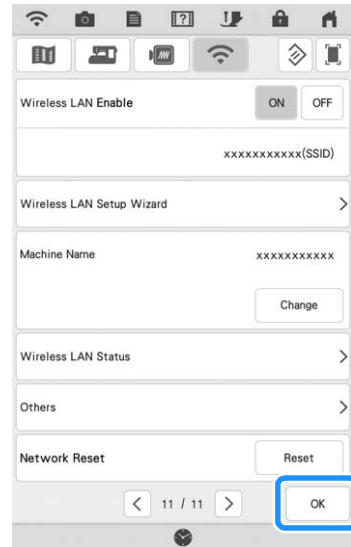 Wireless LAN Enable ON OFF
xxxxxxxxxxx(SSID)
Wireless LAN Setup Wizard >
Machine Name xxxxxxxxxxx
Change
Wireless LAN Status >
Others >
Network Reset Reset
< 11 / 11 > OK